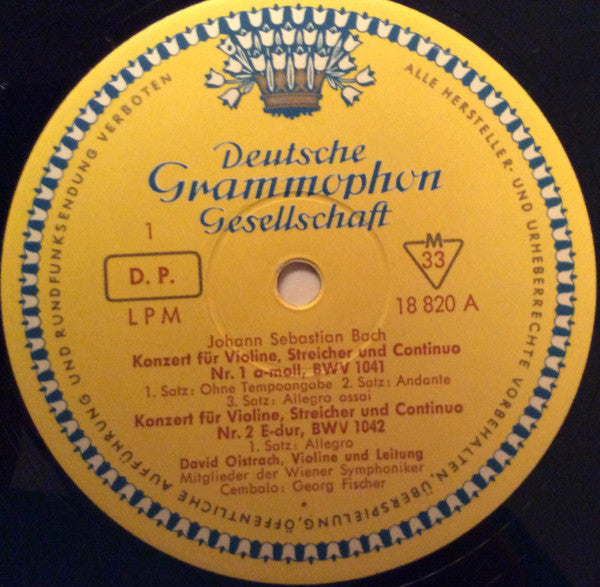 Deutsche
Grammophon
Gesellschaft
1
D. P.
LPM
M
33
18 820 A
Johann Sebastian Bach
Konzert für Violine, Streicher und Continuo
Nr. 1 a-moll, BWV 1041
1. Satz: Ohne Tempoangabe 2. Satz: Andante
3. Satz: Allegro assai
Konzert für Violine, Streicher und Continuo
Nr. 2 E-dur, BWV 1042
1. Satz: Allegro
David Oistrach, Violine und Leitung
Mitglieder der Wiener Symphoniker
Cembalo: Georg Fischer
ALLE HERSTELLER- UND URHEBERRECHTE VORBEHALTEN, ÜBERSPIELUNG, ÖFFENTLICHE AUFFÜHRUNG UND RUNDFUNKSENDUNG VERBOTEN